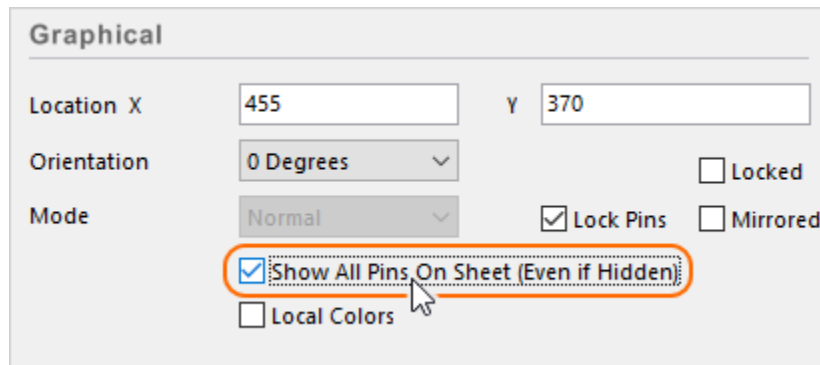 Graphical
Location X 455 Y 370
Orientation 0 Degrees Locked
Mode Normal Lock Pins Mirrored
Show All Pins On Sheet (Even if Hidden)
Local Colors